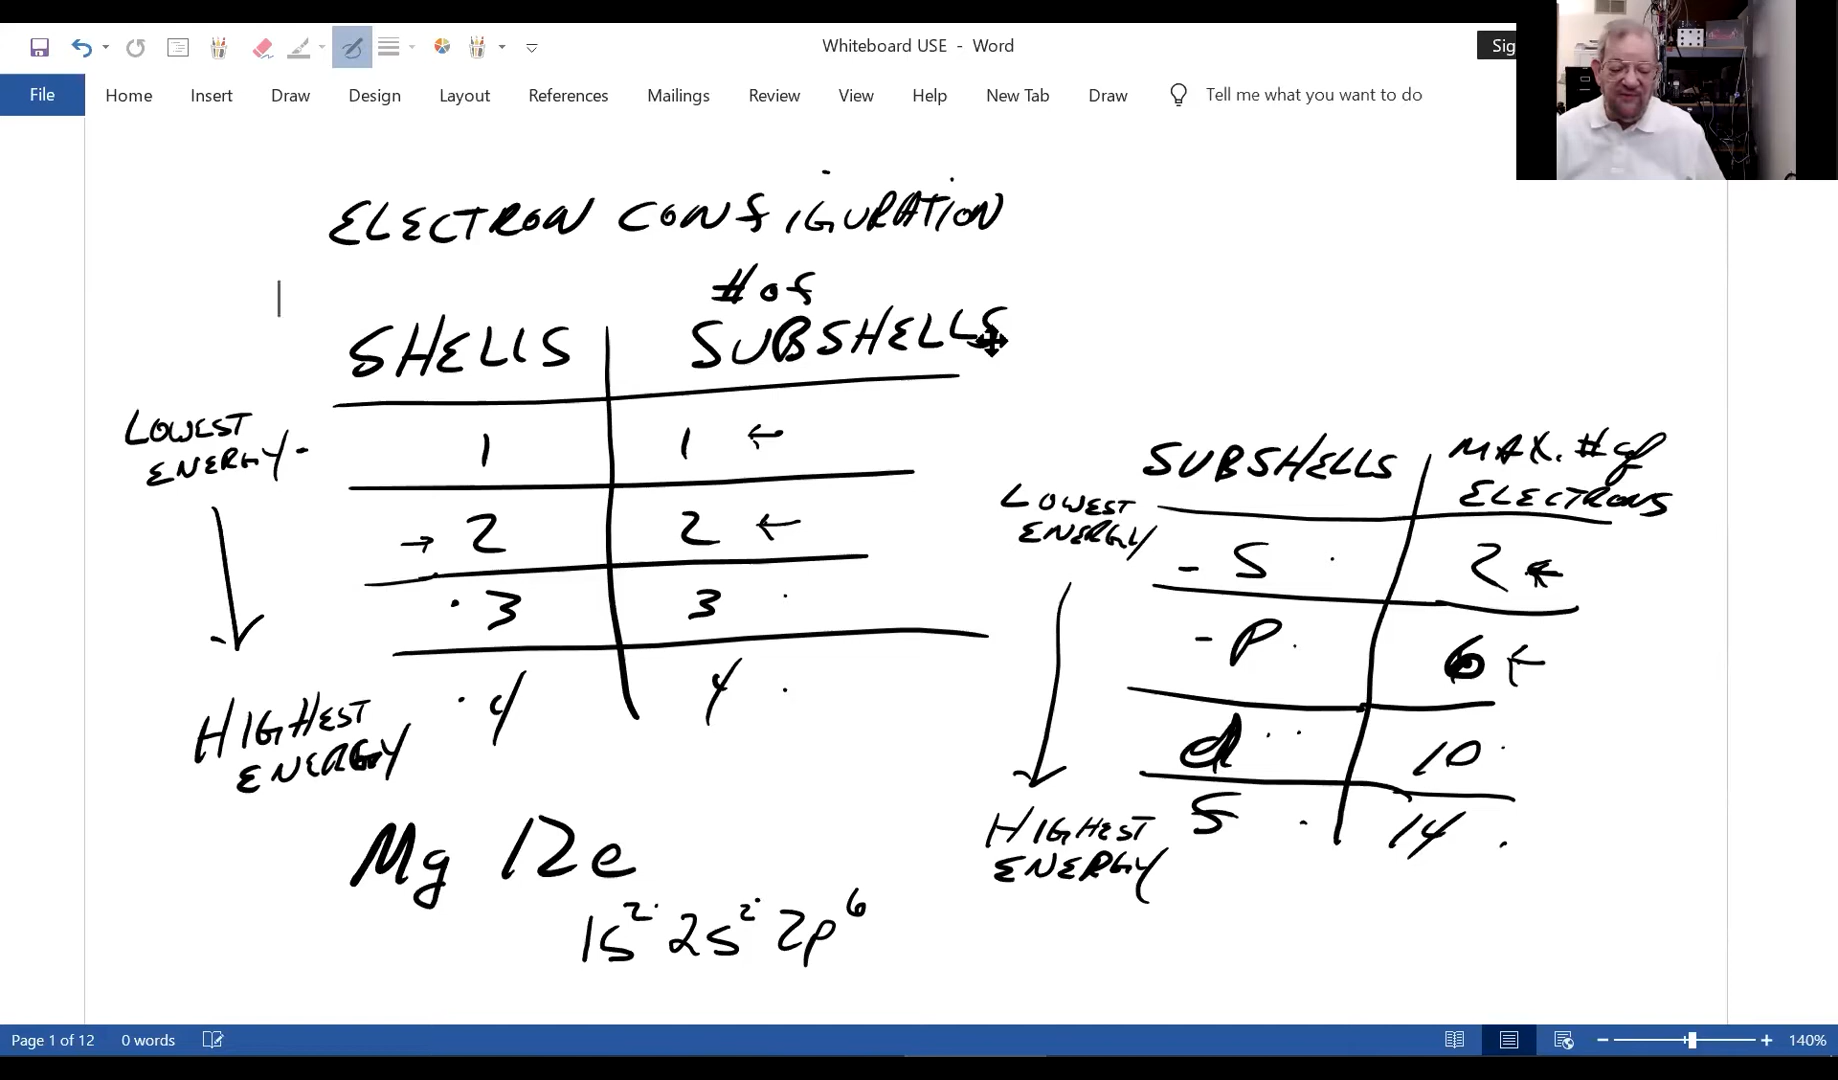 Whiteboard USE - Word
Sig
File Home Insert Draw Design Layout References Mailings Review View Help New Tab Draw Tell me what you want to do
ELECTRON CONfIGURATION
# of
SHELLS SUBSHELLS
LOWEST
ENERGY -
1 1 ←
→ 2 2 ←
· 3 3
· 4 4
HIGHEST
ENERGY
SUBSHELLS MAX. # of
ELECTRONS
LOWEST
ENERGY
- S 2 ←
- P 6 ←
d 10
f 14
HIGHEST
ENERGY
Mg 12e
1s² 2s² 2p⁶
Page 1 of 12 0 words 140%